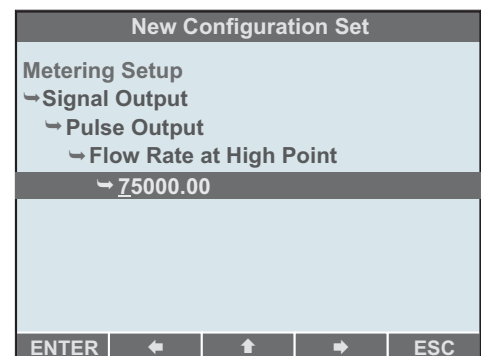 New Configuration Set
Metering Setup
➥Signal Output
➥Pulse Output
➥Flow Rate at High Point
➥75000.00
ENTER ← ↑ → ESC